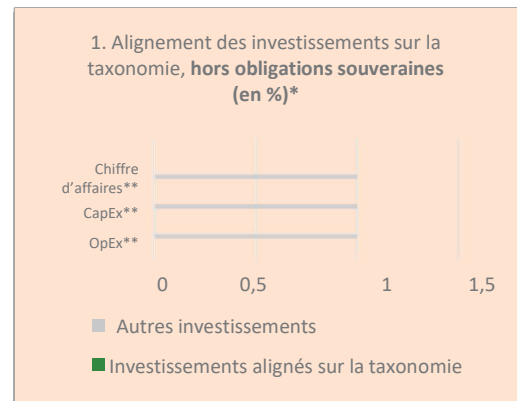 1. Alignement des investissements sur la
taxonomie, hors obligations souveraines
(en %)*
Chiffre
d'affaires**
CapEx**
OpEx**
0 0,5 1 1,5
Autres investissements
Investissements alignés sur la taxonomie